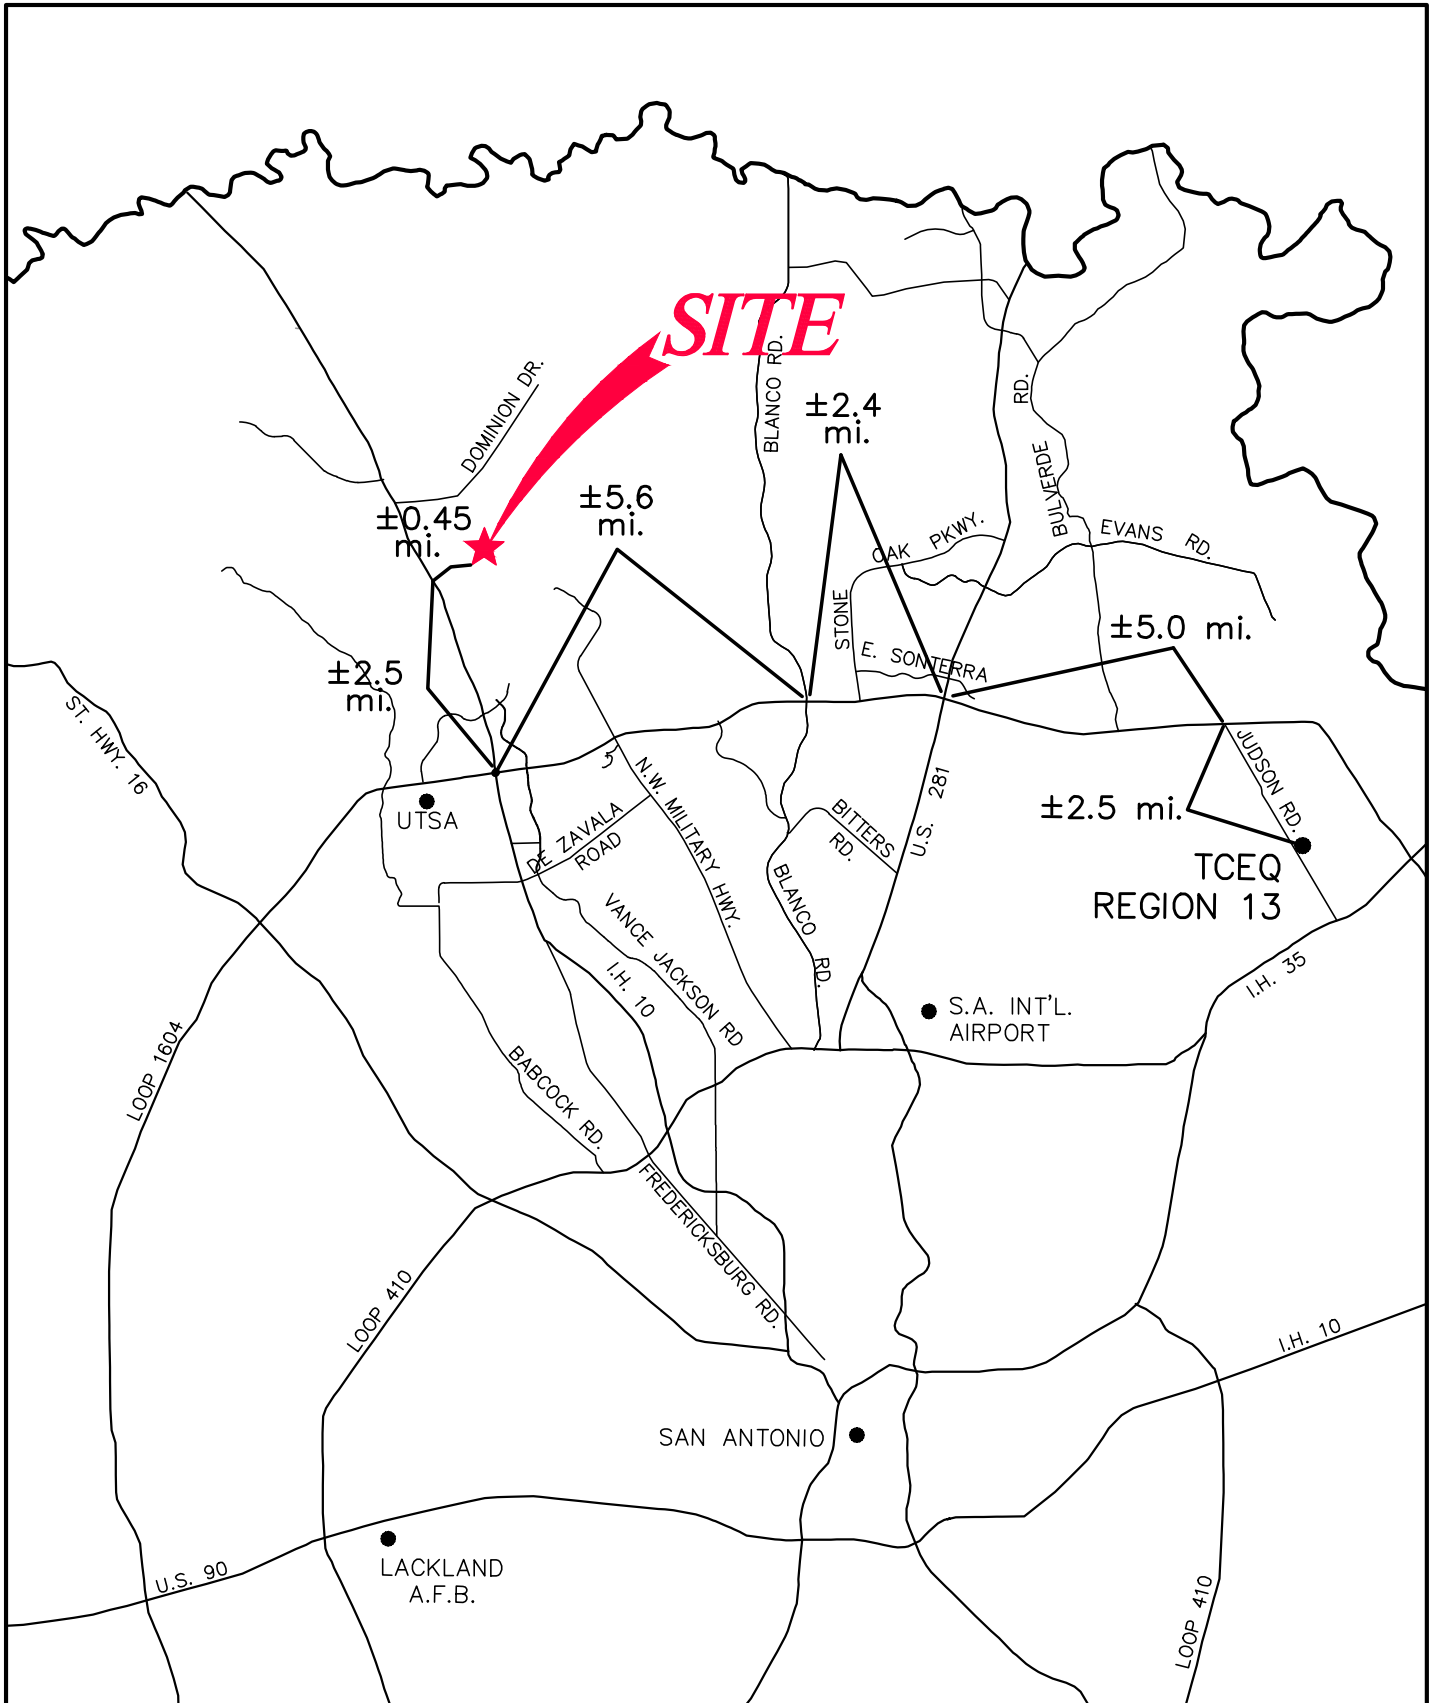 SITE
DOMINION DR.
BLANCO RD.
±2.4
mi.
RD.
BULVERDE
±0.45
mi.
±5.6
mi.
OAK PKWY.
EVANS RD.
STONE
±5.0 mi.
E. SONTERRA
±2.5
mi.
ST. HWY. 16
JUDSON RD.
N.W. MILITARY HWY.
U.S. 281
±2.5 mi.
UTSA
BITTERS
RD.
DE ZAVALA
ROAD
TCEQ
REGION 13
BLANCO RD.
VANCE JACKSON RD
I.H. 10
I.H. 35
S.A. INT'L.
AIRPORT
LOOP 1604
BABCOCK RD.
FREDERICKSBURG RD.
LOOP 410
I.H. 10
SAN ANTONIO
LACKLAND
A.F.B.
U.S. 90
LOOP 410